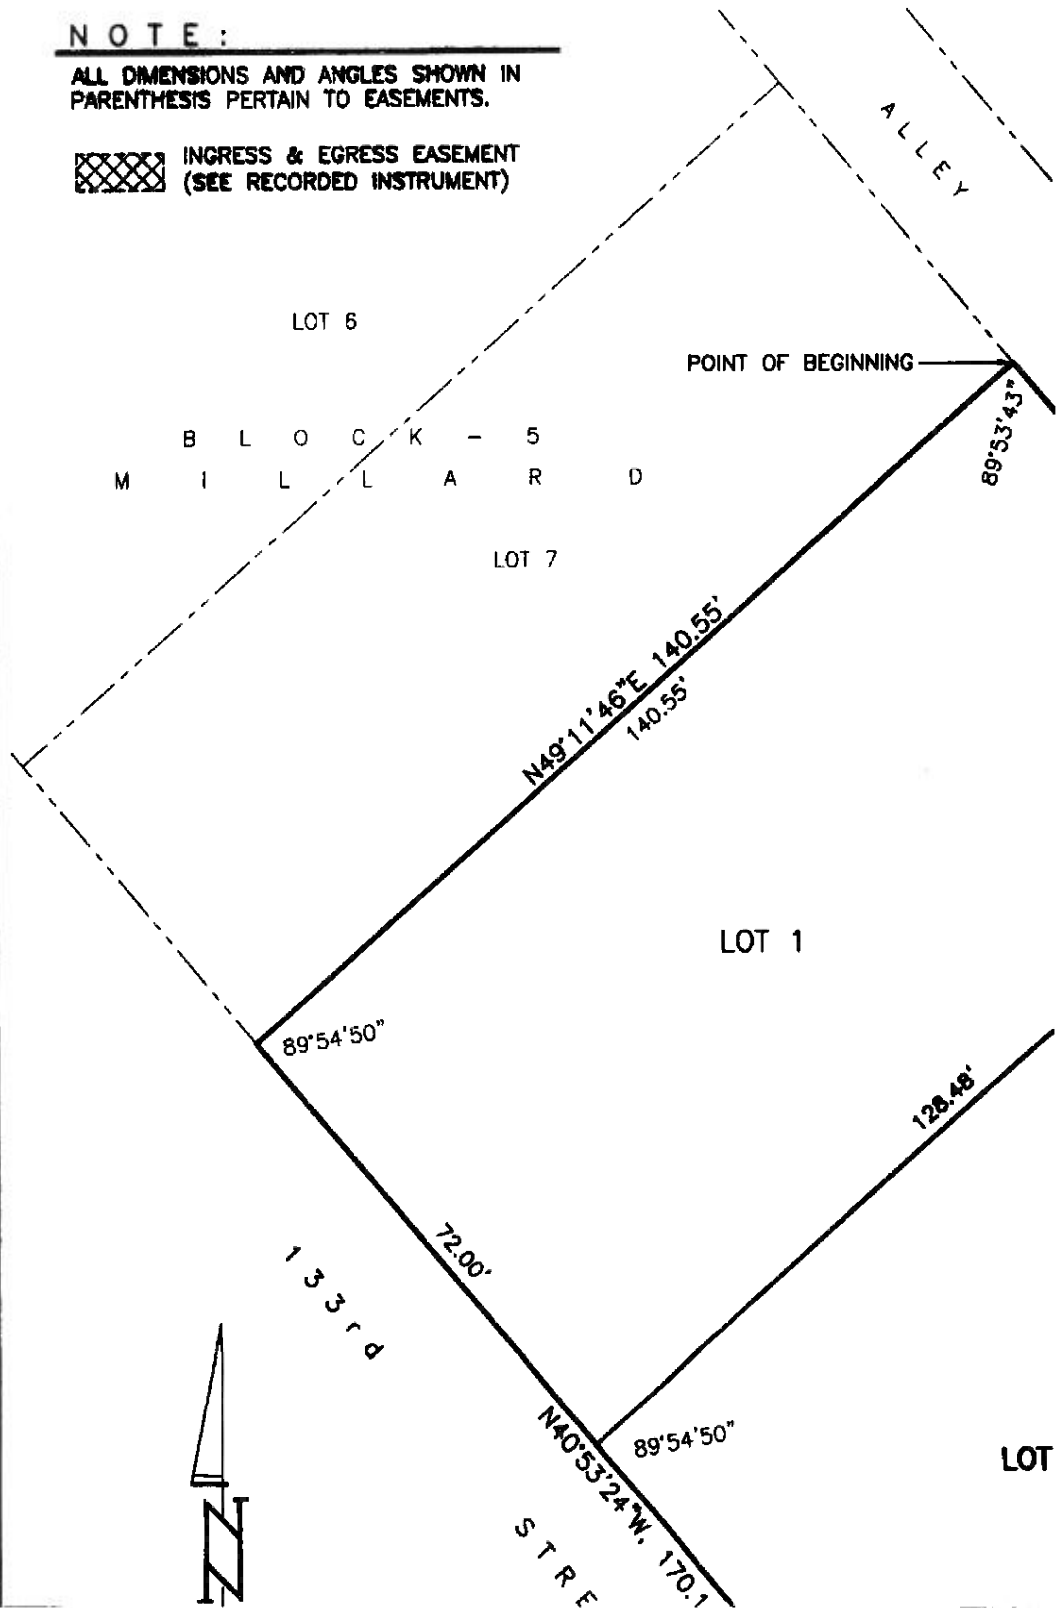 NOTE:
ALL DIMENSIONS AND ANGLES SHOWN IN
PARENTHESIS PERTAIN TO EASEMENTS.
INGRESS & EGRESS EASEMENT
(SEE RECORDED INSTRUMENT)
ALLEY
LOT 6
POINT OF BEGINNING
89°53'43"
BLOCK-5
MILLARD
LOT 7
N49°11'46"E 140.55'
140.55'
LOT 1
89°54'50"
128.48'
72.00'
133rd
N40°53'24"W. 170.1
89°54'50"
LOT
STRE
N